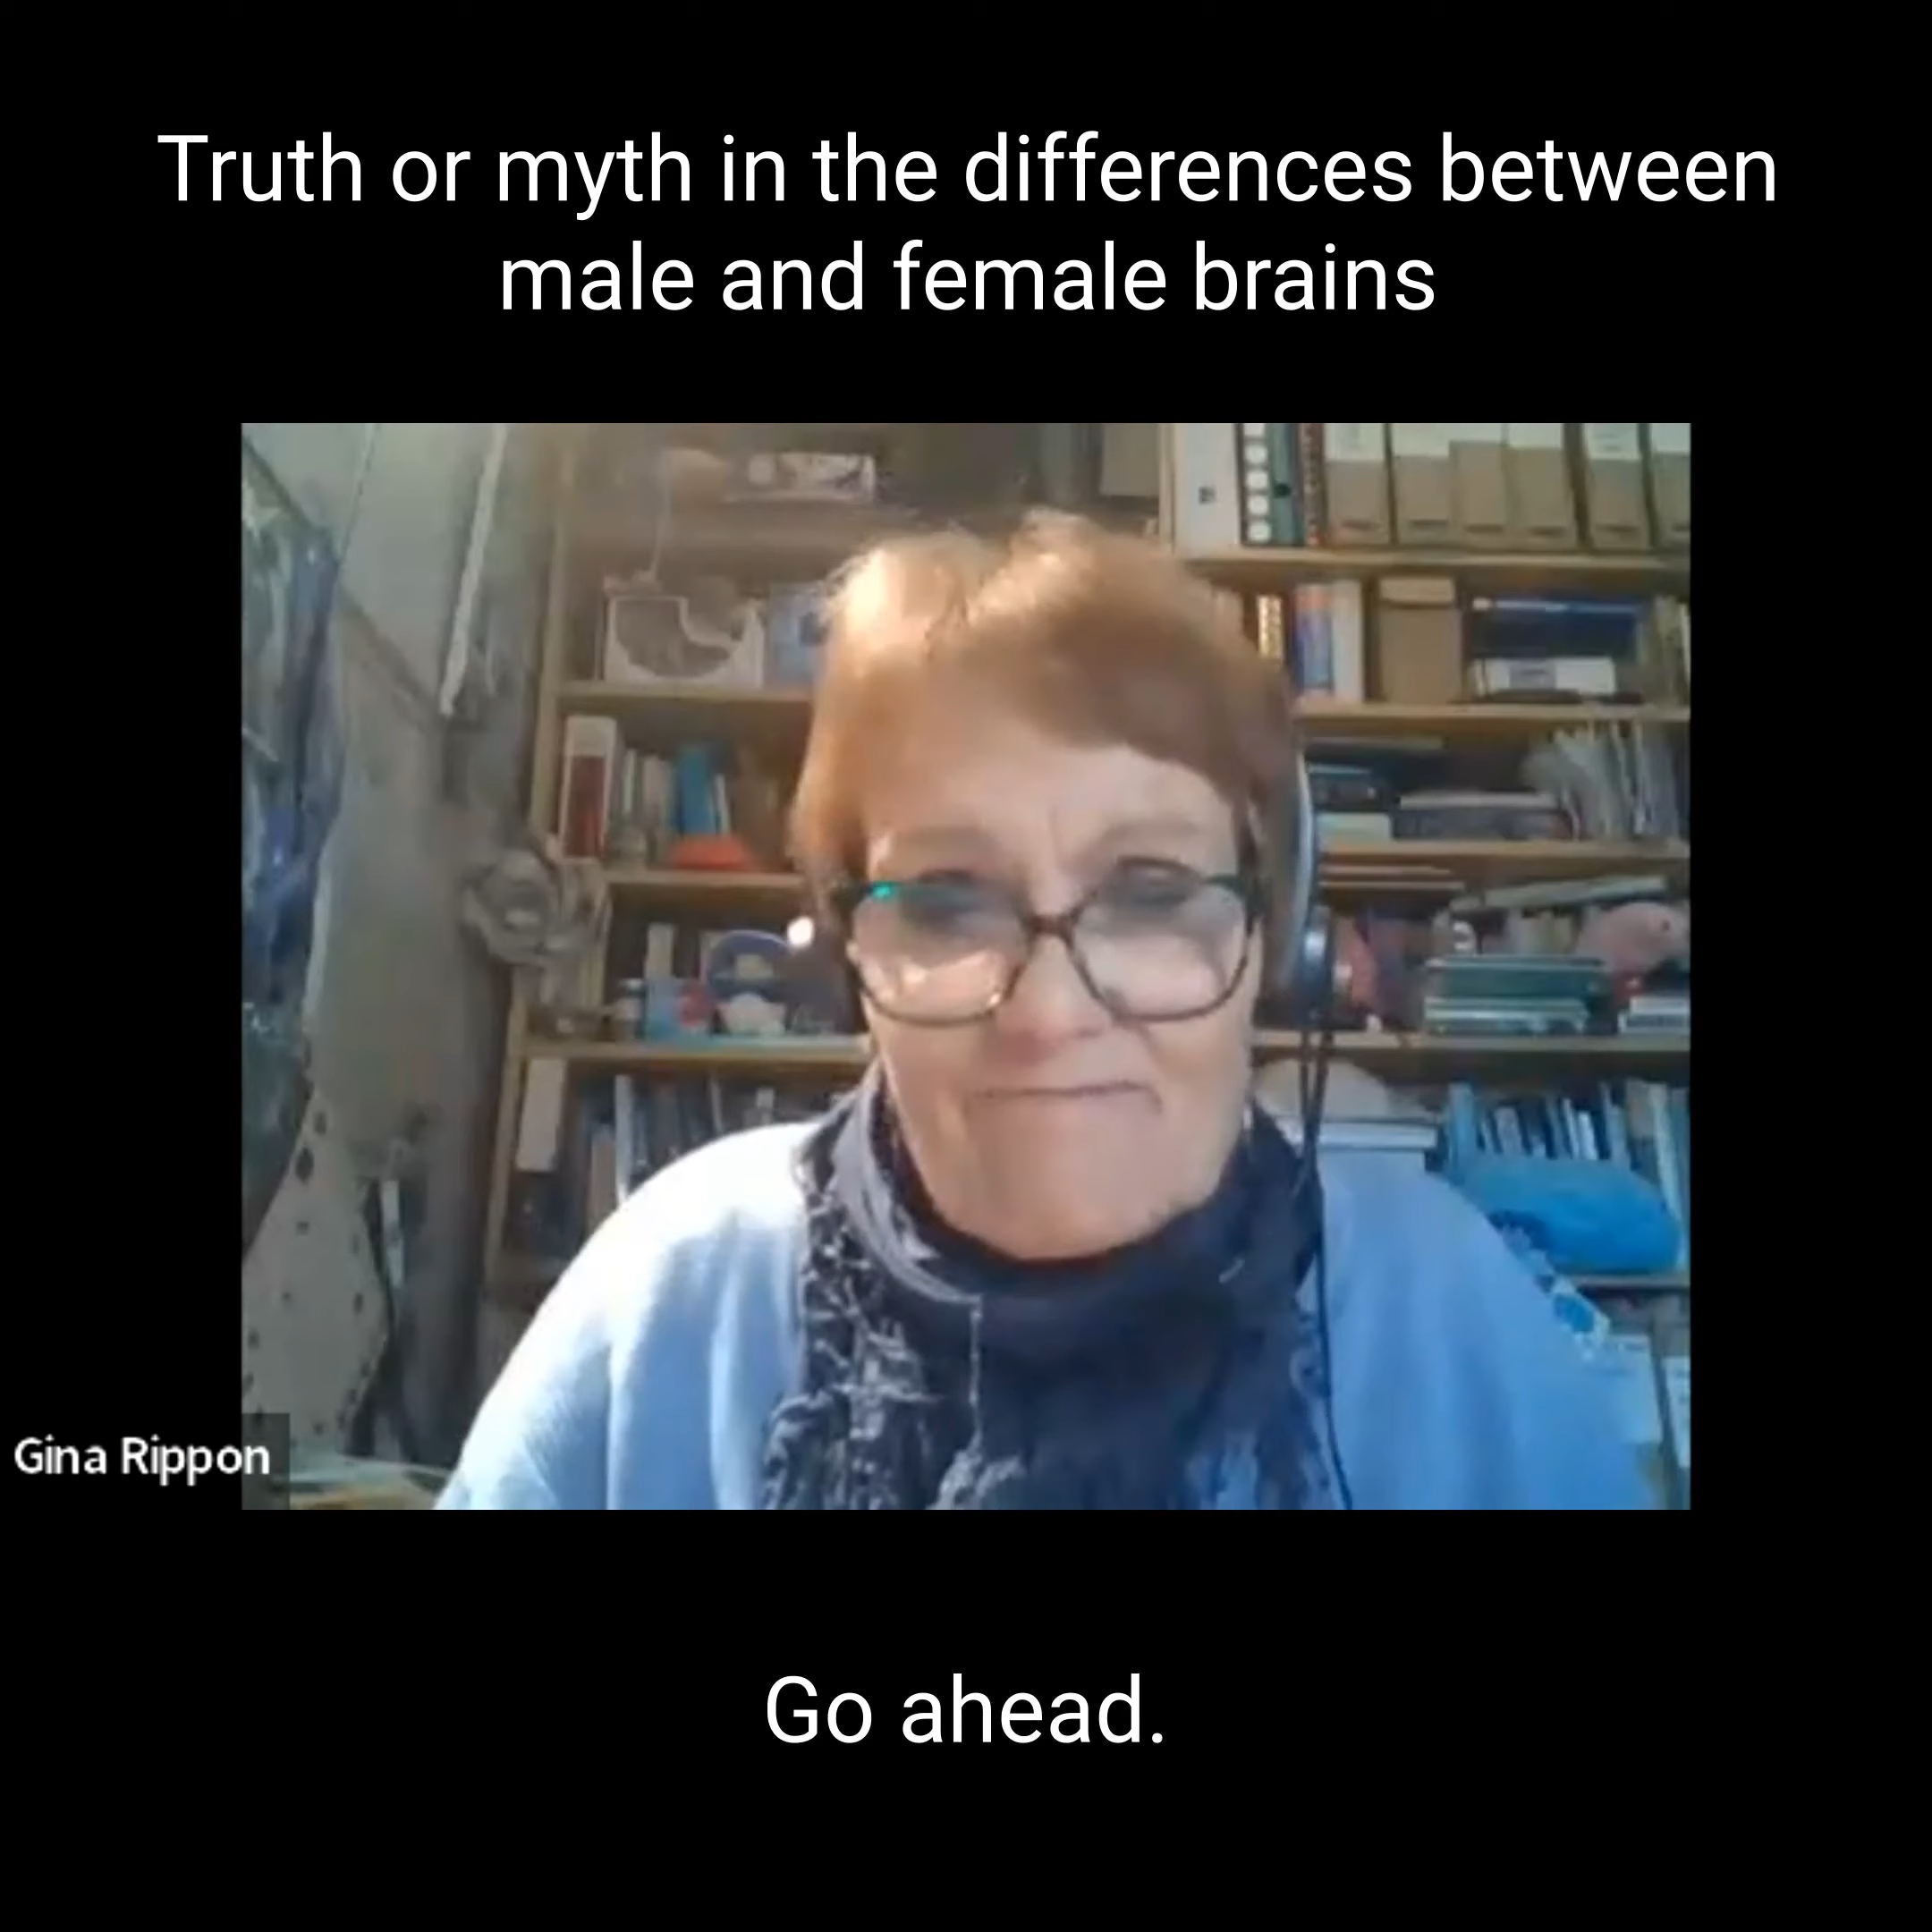 Truth or myth in the differences between
male and female brains
Gina Rippon
Go ahead.